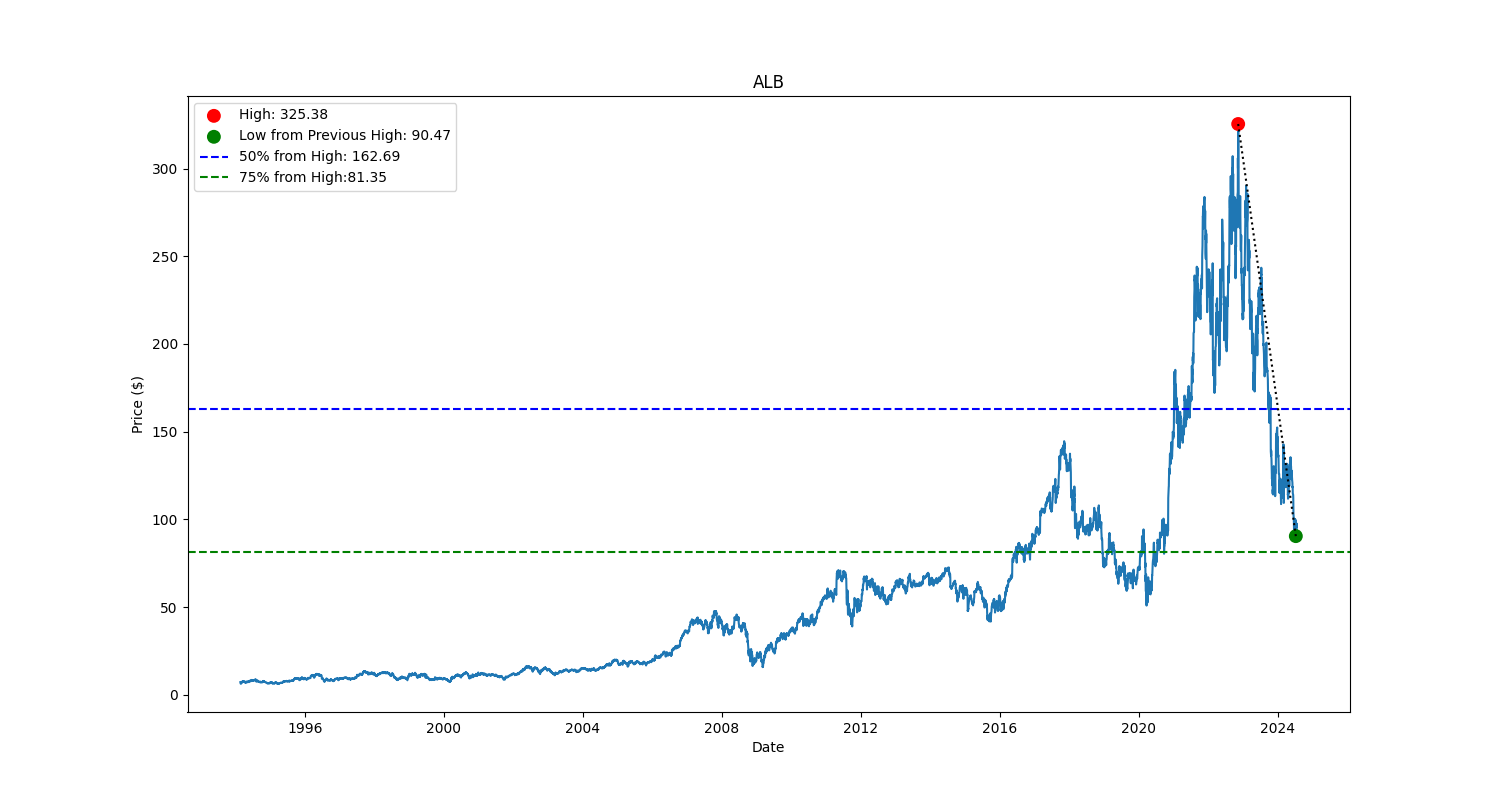 ALB
High: 325.38
Low from Previous High: 90.47
50% from High: 162.69
75% from High:81.35
Price ($)
300
250
200
150
100
50
0
1996 2000 2004 2008 2012 2016 2020 2024
Date